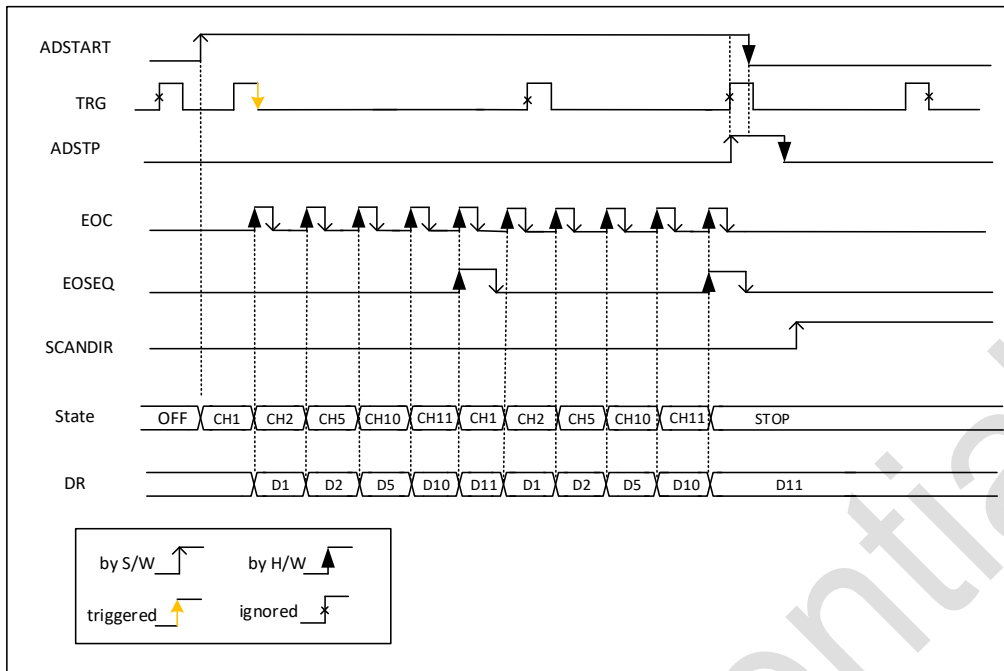 ADSTART
TRG
ADSTP
EOC
EOSEQ
SCANDIR
State OFF CH1 CH2 CH5 CH10 CH11 CH1 CH2 CH5 CH10 CH11 STOP
DR D1 D2 D5 D10 D11 D1 D2 D5 D10 D11
by S/W by H/W
triggered ignored
ential